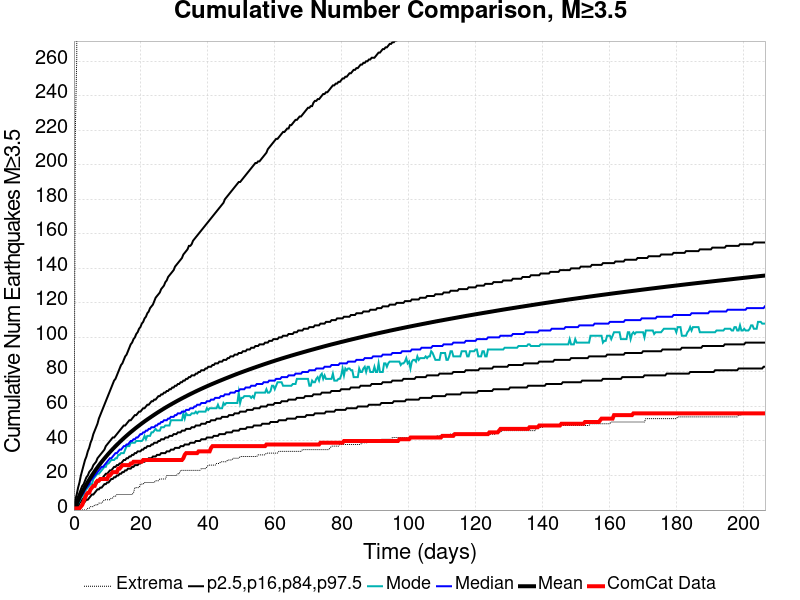 Cumulative Number Comparison, M≥3.5
Cumulative Num Earthquakes M≥3.5
260
240
220
200
180
160
140
120
100
80
60
40
20
0
0 20 40 60 80 100 120 140 160 180 200
Time (days)
Extrema p2.5,p16,p84,p97.5 Mode Median Mean ComCat Data